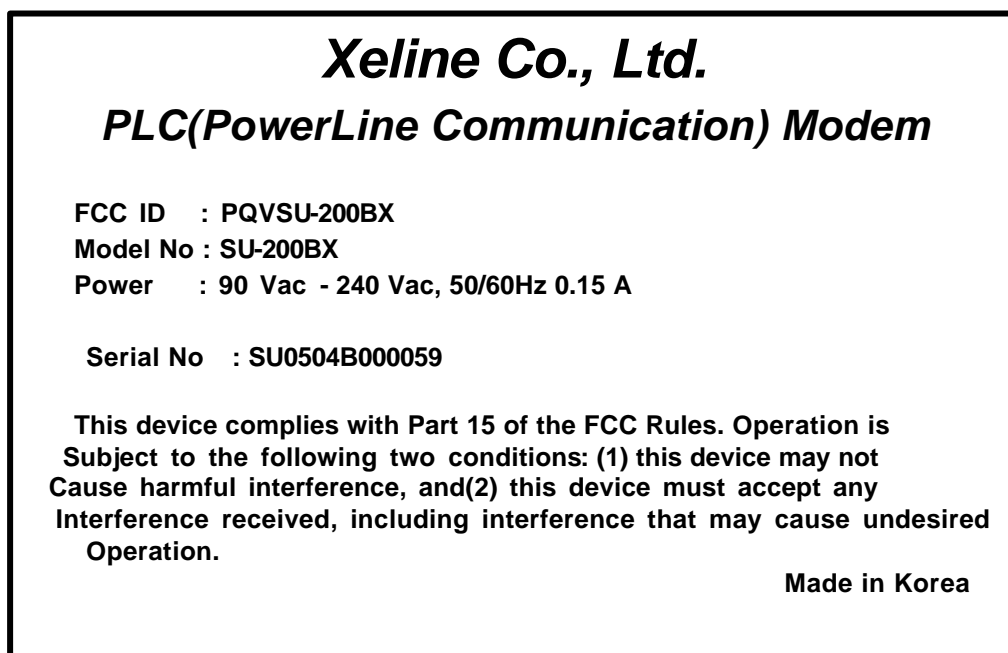 Xeline Co., Ltd.
PLC(PowerLine Communication) Modem
FCC ID : PQVSU-200BX
Model No : SU-200BX
Power : 90 Vac - 240 Vac, 50/60Hz 0.15 A
Serial No : SU0504B000059
This device complies with Part 15 of the FCC Rules. Operation is
Subject to the following two conditions: (1) this device may not
Cause harmful interference, and(2) this device must accept any
Interference received, including interference that may cause undesired
Operation.
Made in Korea